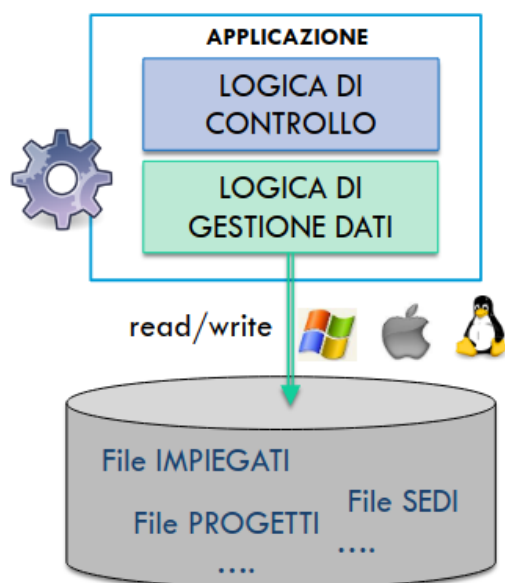 APPLICAZIONE
LOGICA DI
CONTROLLO
LOGICA DI
GESTIONE DATI
read/write
File IMPIEGATI
File SEDI
File PROGETTI
....
....